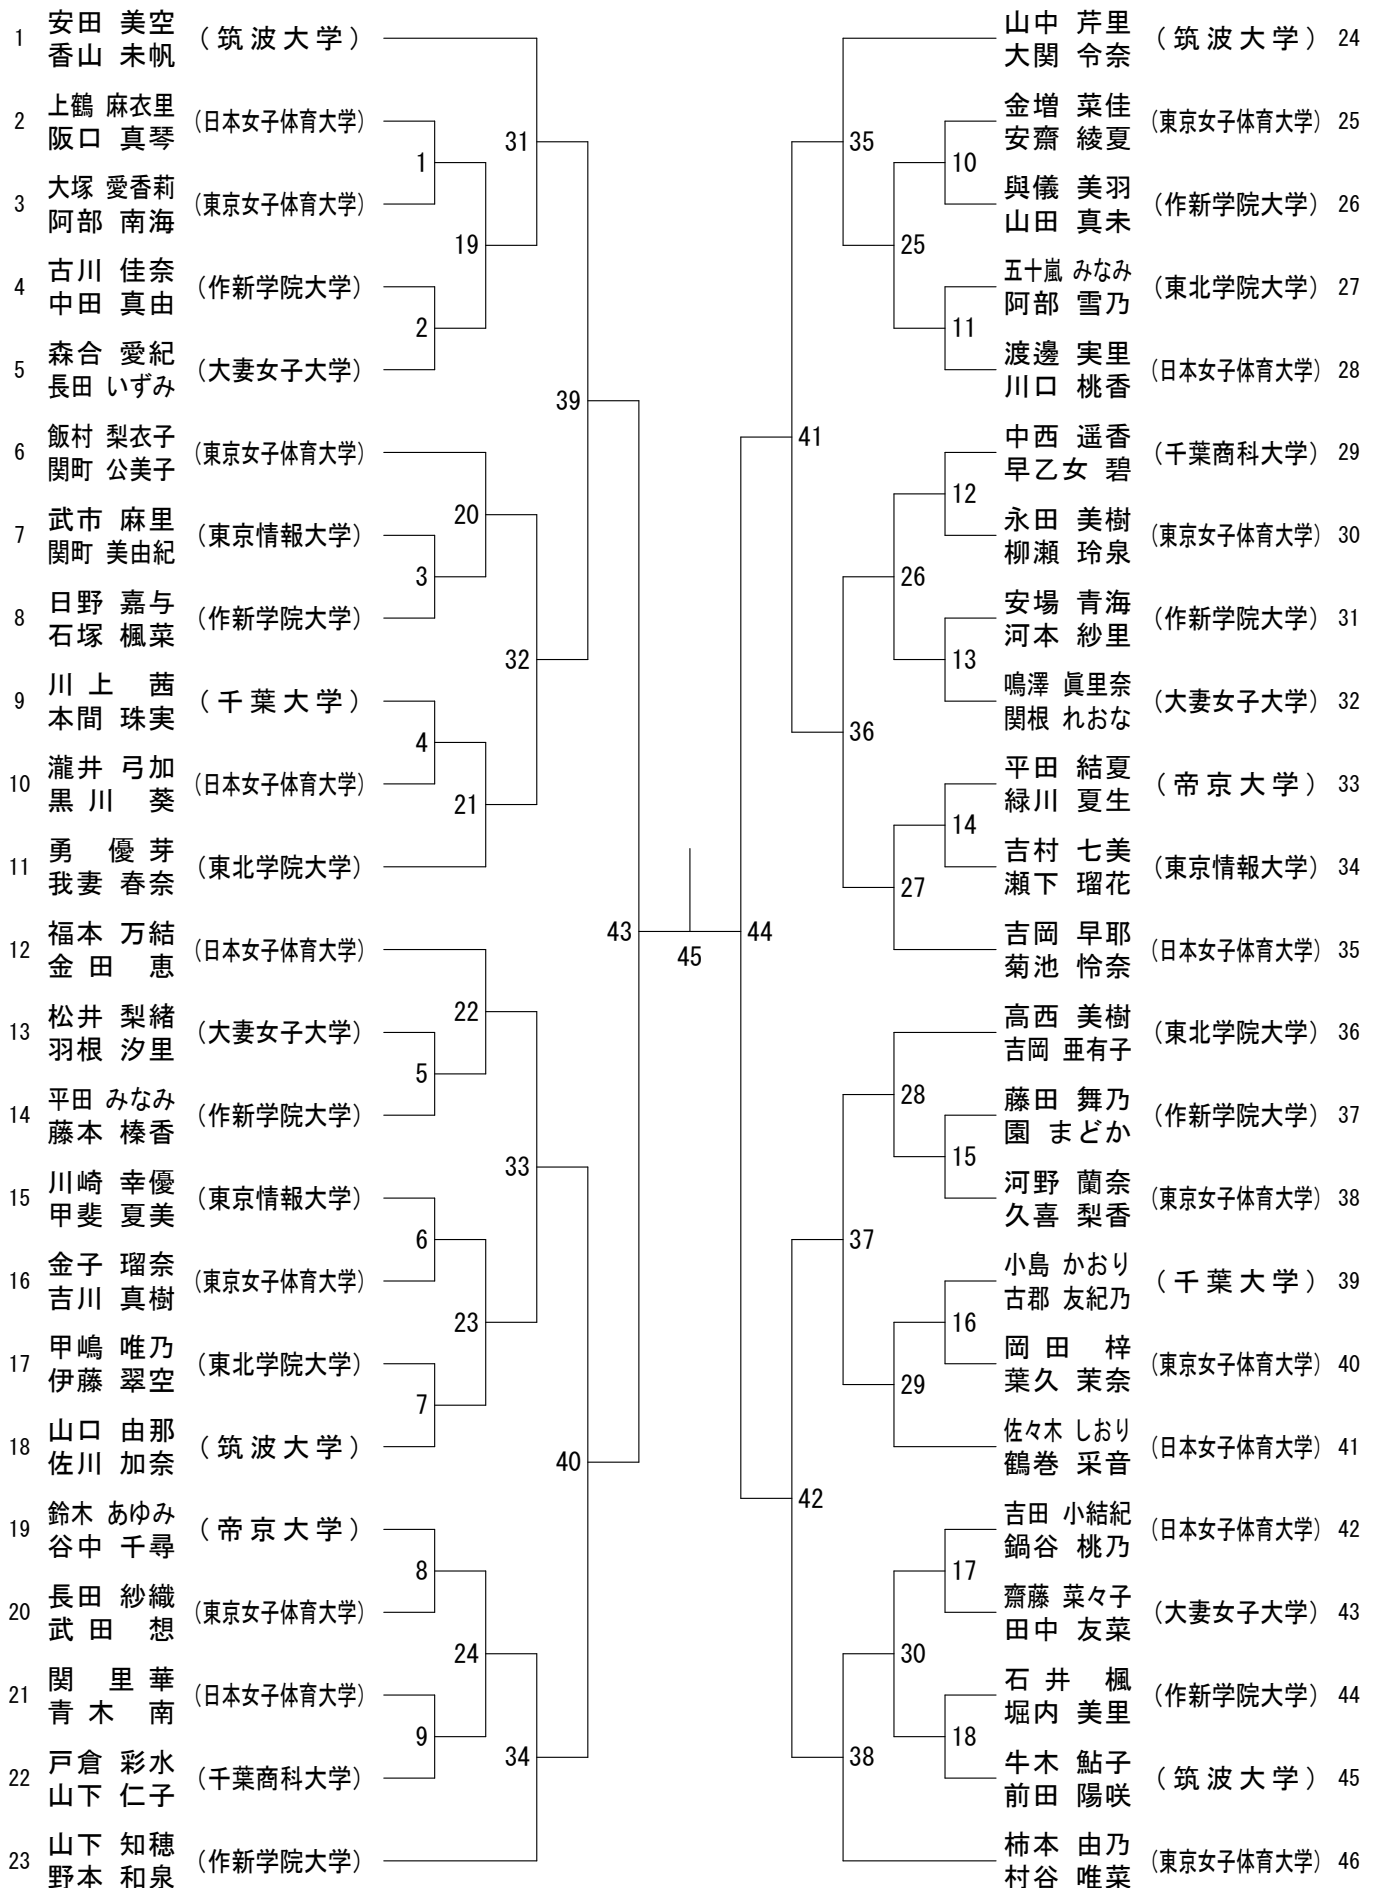 1 安田 美空 香山 未帆 (筑波大学)
2 上鶴 麻衣里 阪口 真琴 (日本女子体育大学)
3 大塚 愛香莉 阿部 南海 (東京女子体育大学)
4 古川 佳奈 中田 真由 (作新学院大学)
5 森合 愛紀 長田 いずみ (大妻女子大学)
6 飯村 梨衣子 関町 公美子 (東京女子体育大学)
7 武市 麻里 関町 美由紀 (東京情報大学)
8 日野 嘉与 石塚 楓菜 (作新学院大学)
9 川上 茜 本間 珠実 (千葉大学)
10 瀧井 弓加 黒川 葵 (日本女子体育大学)
11 勇 優芽 我妻 春奈 (東北学院大学)
12 福本 万結 金田 恵 (日本女子体育大学)
13 松井 梨緒 羽根 汐里 (大妻女子大学)
14 平田 みなみ 藤本 榛香 (作新学院大学)
15 川崎 幸優 甲斐 夏美 (東京情報大学)
16 金子 瑠奈 吉川 真樹 (東京女子体育大学)
17 甲嶋 唯乃 伊藤 翠空 (東北学院大学)
18 山口 由那 佐川 加奈 (筑波大学)
19 鈴木 あゆみ 谷中 千尋 (帝京大学)
20 長田 紗織 武田 想 (東京女子体育大学)
21 関 里華 青木 南 (日本女子体育大学)
22 戸倉 彩水 山下 仁子 (千葉商科大学)
23 山下 知穂 野本 和泉 (作新学院大学)
1
2
3
4
5
6
7
8
9
19
20
21
22
23
24
31
32
33
34
39
40
43
45
44
41
42
35
36
37
38
25
26
27
28
29
30
10
11
12
13
14
15
16
17
18
山中 芹里 大関 令奈 (筑波大学) 24
金増 菜佳 安齋 綾夏 (東京女子体育大学) 25
與儀 美羽 山田 真未 (作新学院大学) 26
五十嵐 みなみ 阿部 雪乃 (東北学院大学) 27
渡邊 実里 川口 桃香 (日本女子体育大学) 28
中西 遥香 早乙女 碧 (千葉商科大学) 29
永田 美樹 柳瀬 玲泉 (東京女子体育大学) 30
安場 青海 河本 紗里 (作新学院大学) 31
鳴澤 眞里奈 関根 れおな (大妻女子大学) 32
平田 結夏 緑川 夏生 (帝京大学) 33
吉村 七美 瀬下 瑠花 (東京情報大学) 34
吉岡 早耶 菊池 怜奈 (日本女子体育大学) 35
高西 美樹 吉岡 亜有子 (東北学院大学) 36
藤田 舞乃 園 まどか (作新学院大学) 37
河野 蘭奈 久喜 梨香 (東京女子体育大学) 38
小島 かおり 古郡 友紀乃 (千葉大学) 39
岡田 梓 葉久 茉奈 (東京女子体育大学) 40
佐々木 しおり 鶴巻 采音 (日本女子体育大学) 41
吉田 小結紀 鍋谷 桃乃 (日本女子体育大学) 42
齋藤 菜々子 田中 友菜 (大妻女子大学) 43
石井 楓 堀内 美里 (作新学院大学) 44
牛木 鮎子 前田 陽咲 (筑波大学) 45
柿本 由乃 村谷 唯菜 (東京女子体育大学) 46